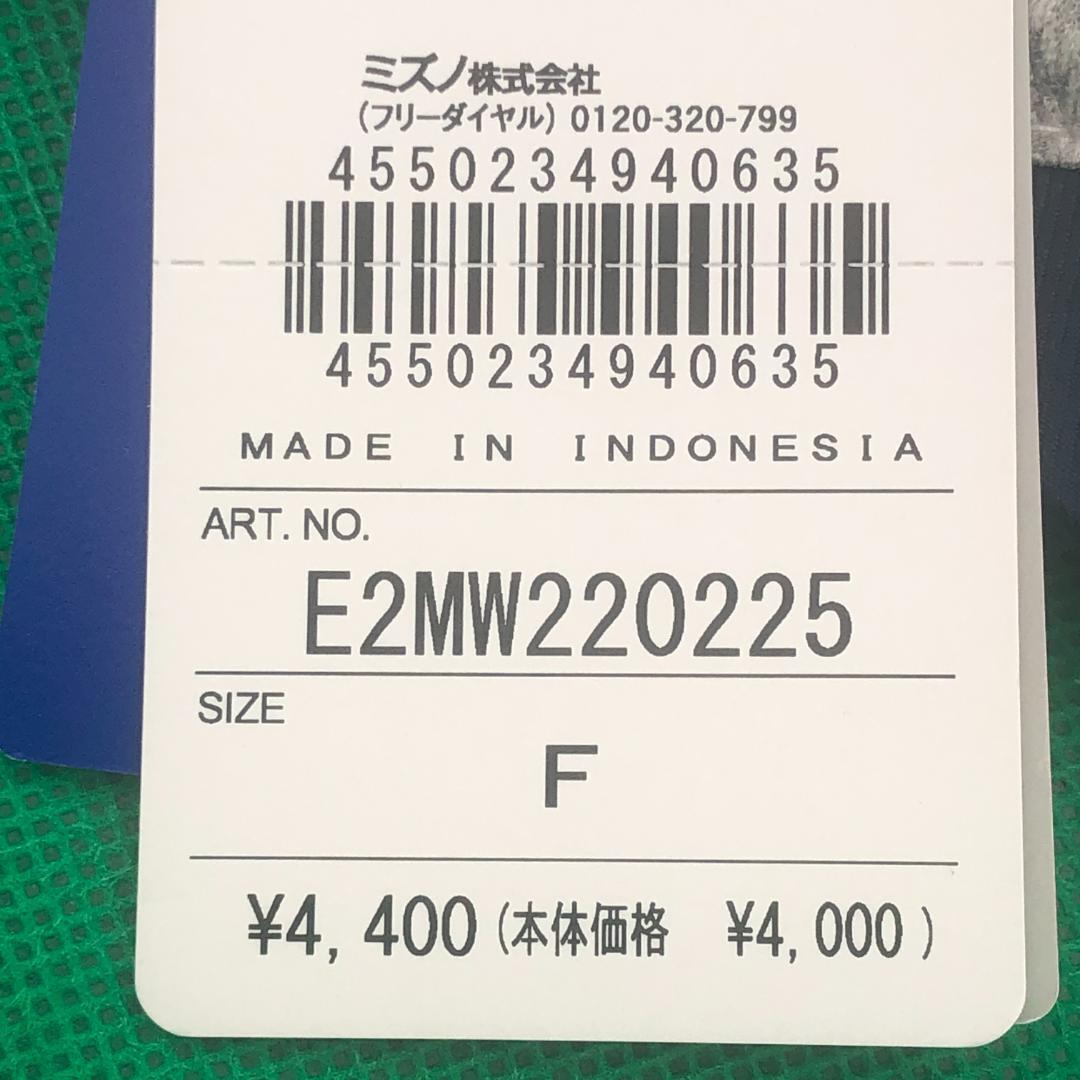 ミズノ株式会社
(フリーダイヤル) 0120-320-799
4550234940635
4550234940635
MADE IN INDONESIA
ART. NO.
E2MW220225
SIZE
F
¥4,400(本体価格 ¥4,000)